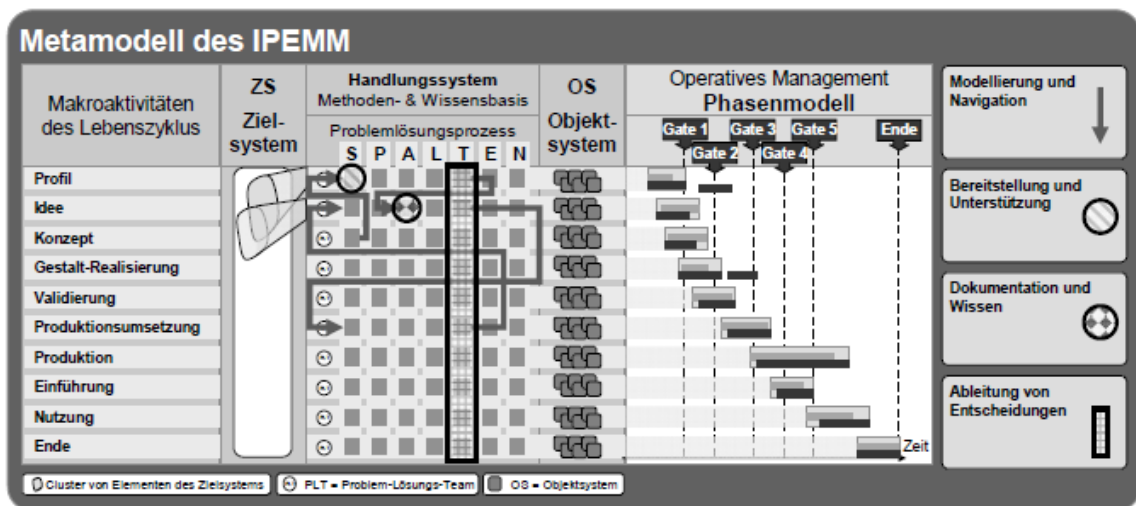 Metamodell des IPEMM
Makroaktivitäten
des Lebenszyklus
ZS
Ziel-
system
Handlungssystem
Methoden- & Wissensbasis
Problemlösungsprozess
S P A L T E N
OS
Objekt-
system
Operatives Management
Phasenmodell
Gate 1
Gate 3
Gate 5
Ende
Gate 2
Gate 4
Profil
Idee
Konzept
Gestalt-Realisierung
Validierung
Produktionsumsetzung
Produktion
Einführung
Nutzung
Ende
Zeit
Modellierung und
Navigation
Bereitstellung und
Unterstützung
Dokumentation und
Wissen
Ableitung von
Entscheidungen
Cluster von Elementen des Zielsystems
PLT = Problem-Lösungs-Team
OS = Objektsystem